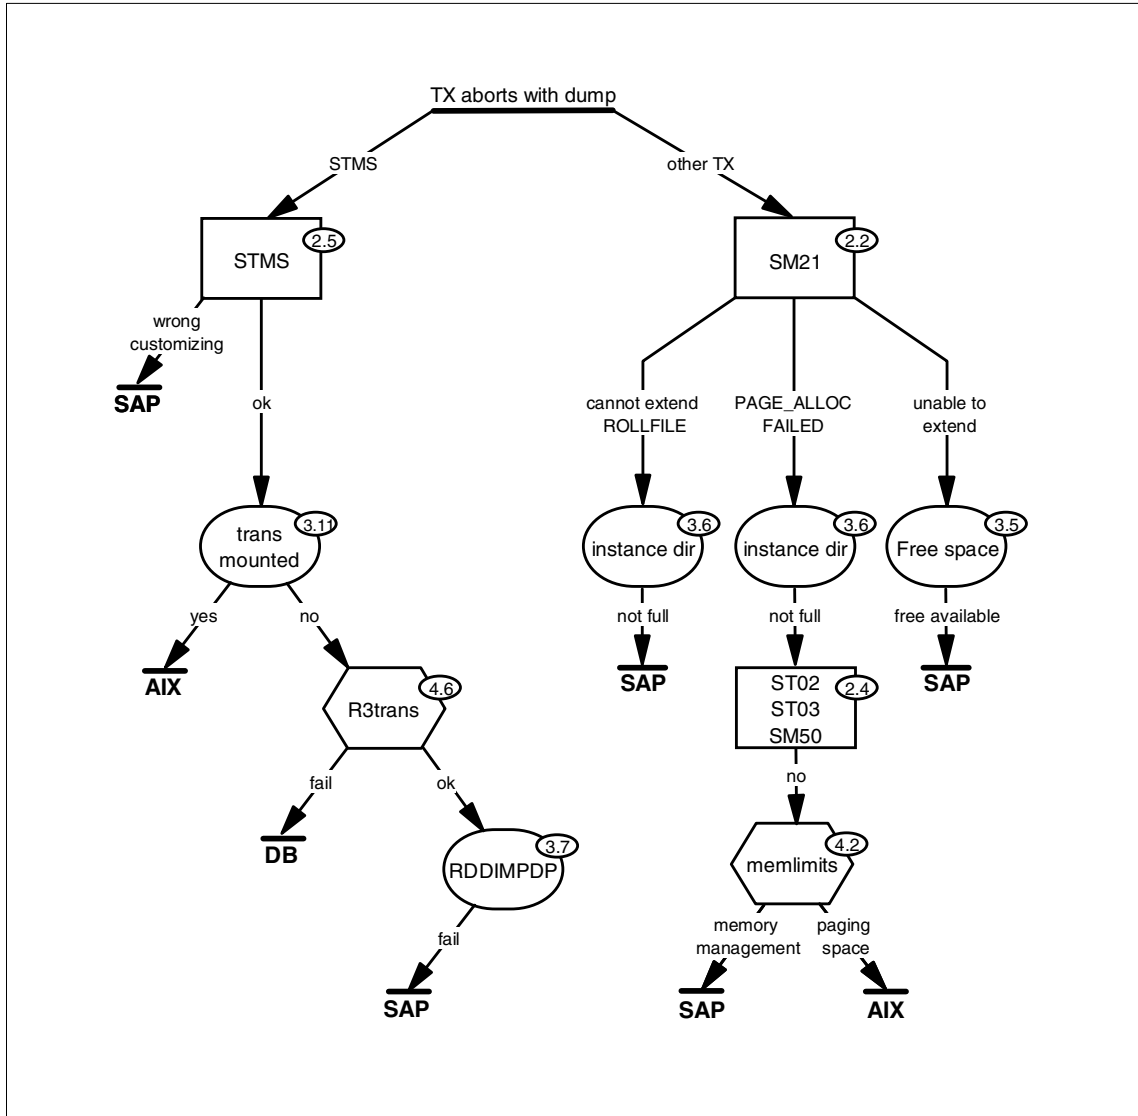 TX aborts with dump
STMS
other TX
2.5
STMS
2.2
SM21
wrong
customizing
SAP
ok
cannot extend
ROLLFILE
PAGE_ALLOC
FAILED
unable to
extend
3.11
trans
mounted
3.6
instance dir
3.6
instance dir
3.5
Free space
yes
no
not full
not full
free available
AIX
SAP
SAP
4.6
R3trans
ST02
ST03
SM50
2.4
fail
ok
no
DB
3.7
RDDIMPDP
4.2
memlimits
fail
memory
management
paging
space
SAP
SAP
AIX